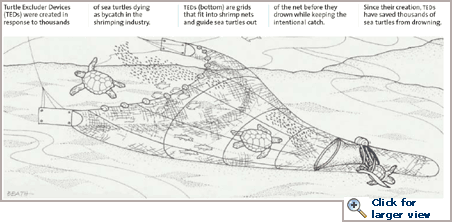 Turtle Excluder Devices
(TEDs) were created in
response to thousands
of sea turtles dying
as bycatch in the
shrimping industry.
TEDs (bottom) are grids
that fit into shrimp nets
and guide sea turtles out
of the net before they
drown while keeping the
intentional catch.
Since their creation, TEDs
have saved thousands of
sea turtles from drowning.
Click for
larger view